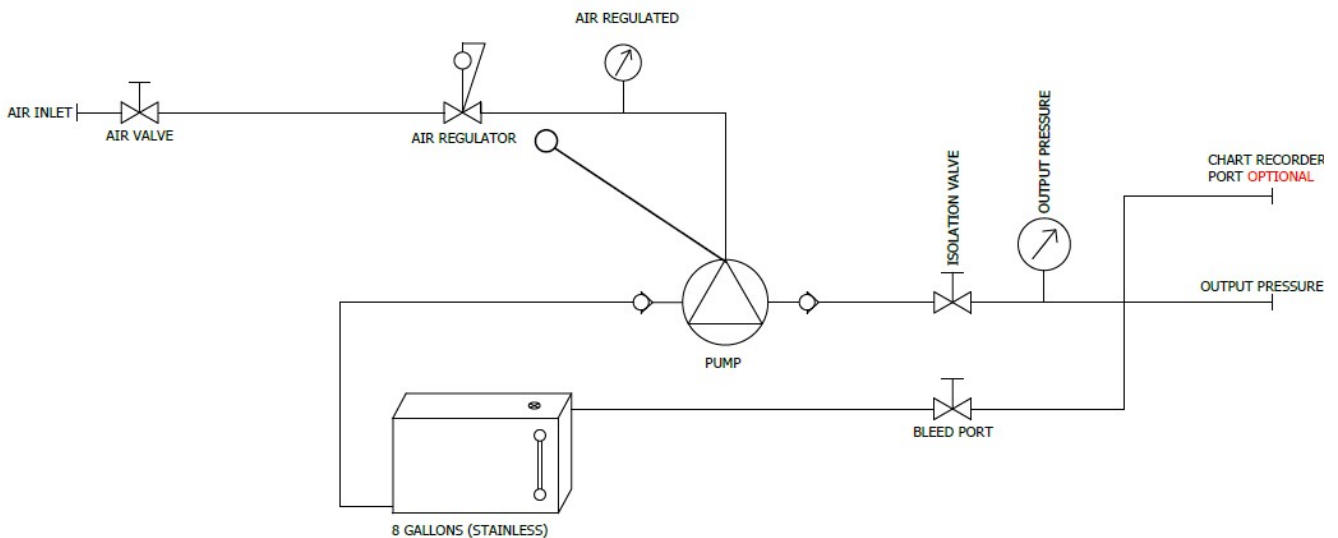 AIR REGULATED
AIR INLET
AIR VALVE
AIR REGULATOR
ISOLATION VALVE
OUTPUT PRESSURE
CHART RECORDER
PORT OPTIONAL
OUTPUT PRESSURE
PUMP
BLEED PORT
8 GALLONS (STAINLESS)